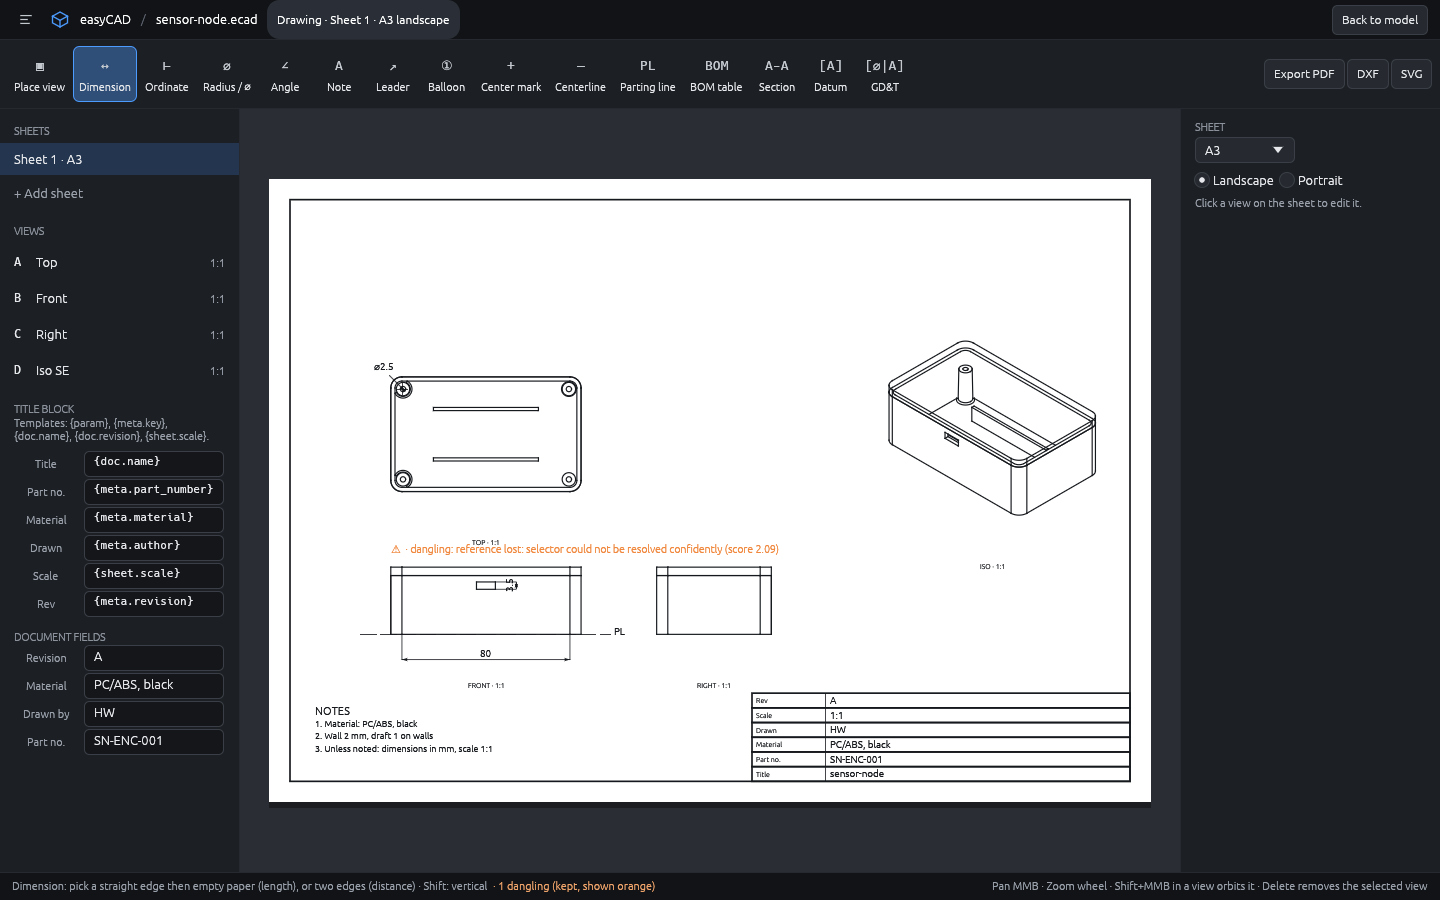 easyCAD / sensor-node.ecad Drawing · Sheet 1 · A3 landscape Back to model
Place view Dimension Ordinate Radius / ⌀ Angle Note Leader Balloon Center mark Centerline Parting line BOM table Section Datum GD&T
↔ ⊢ ⌀ ∠ A ↗ ① + — PL BOM A-A [A] [⌀|A]
Export PDF DXF SVG
SHEETS
Sheet 1 · A3
+ Add sheet
VIEWS
A Top 1:1
B Front 1:1
C Right 1:1
D Iso SE 1:1
TITLE BLOCK
Templates: {param}, {meta.key},
{doc.name}, {doc.revision}, {sheet.scale}.
Title {doc.name}
Part no. {meta.part_number}
Material {meta.material}
Drawn {meta.author}
Scale {sheet.scale}
Rev {meta.revision}
DOCUMENT FIELDS
Revision A
Material PC/ABS, black
Drawn by HW
Part no. SN-ENC-001
⌀2.5
TOP · 1:1
⚠ · dangling: reference lost: selector could not be resolved confidently (score 2.09)
3.5
PL
80
FRONT · 1:1
RIGHT · 1:1
ISO · 1:1
NOTES
1. Material: PC/ABS, black
2. Wall 2 mm, draft 1 on walls
3. Unless noted: dimensions in mm, scale 1:1
Rev A
Scale 1:1
Drawn HW
Material PC/ABS, black
Part no. SN-ENC-001
Title sensor-node
SHEET
A3
Landscape Portrait
Click a view on the sheet to edit it.
Dimension: pick a straight edge then empty paper (length), or two edges (distance) · Shift: vertical · 1 dangling (kept, shown orange)
Pan MMB · Zoom wheel · Shift+MMB in a view orbits it · Delete removes the selected view